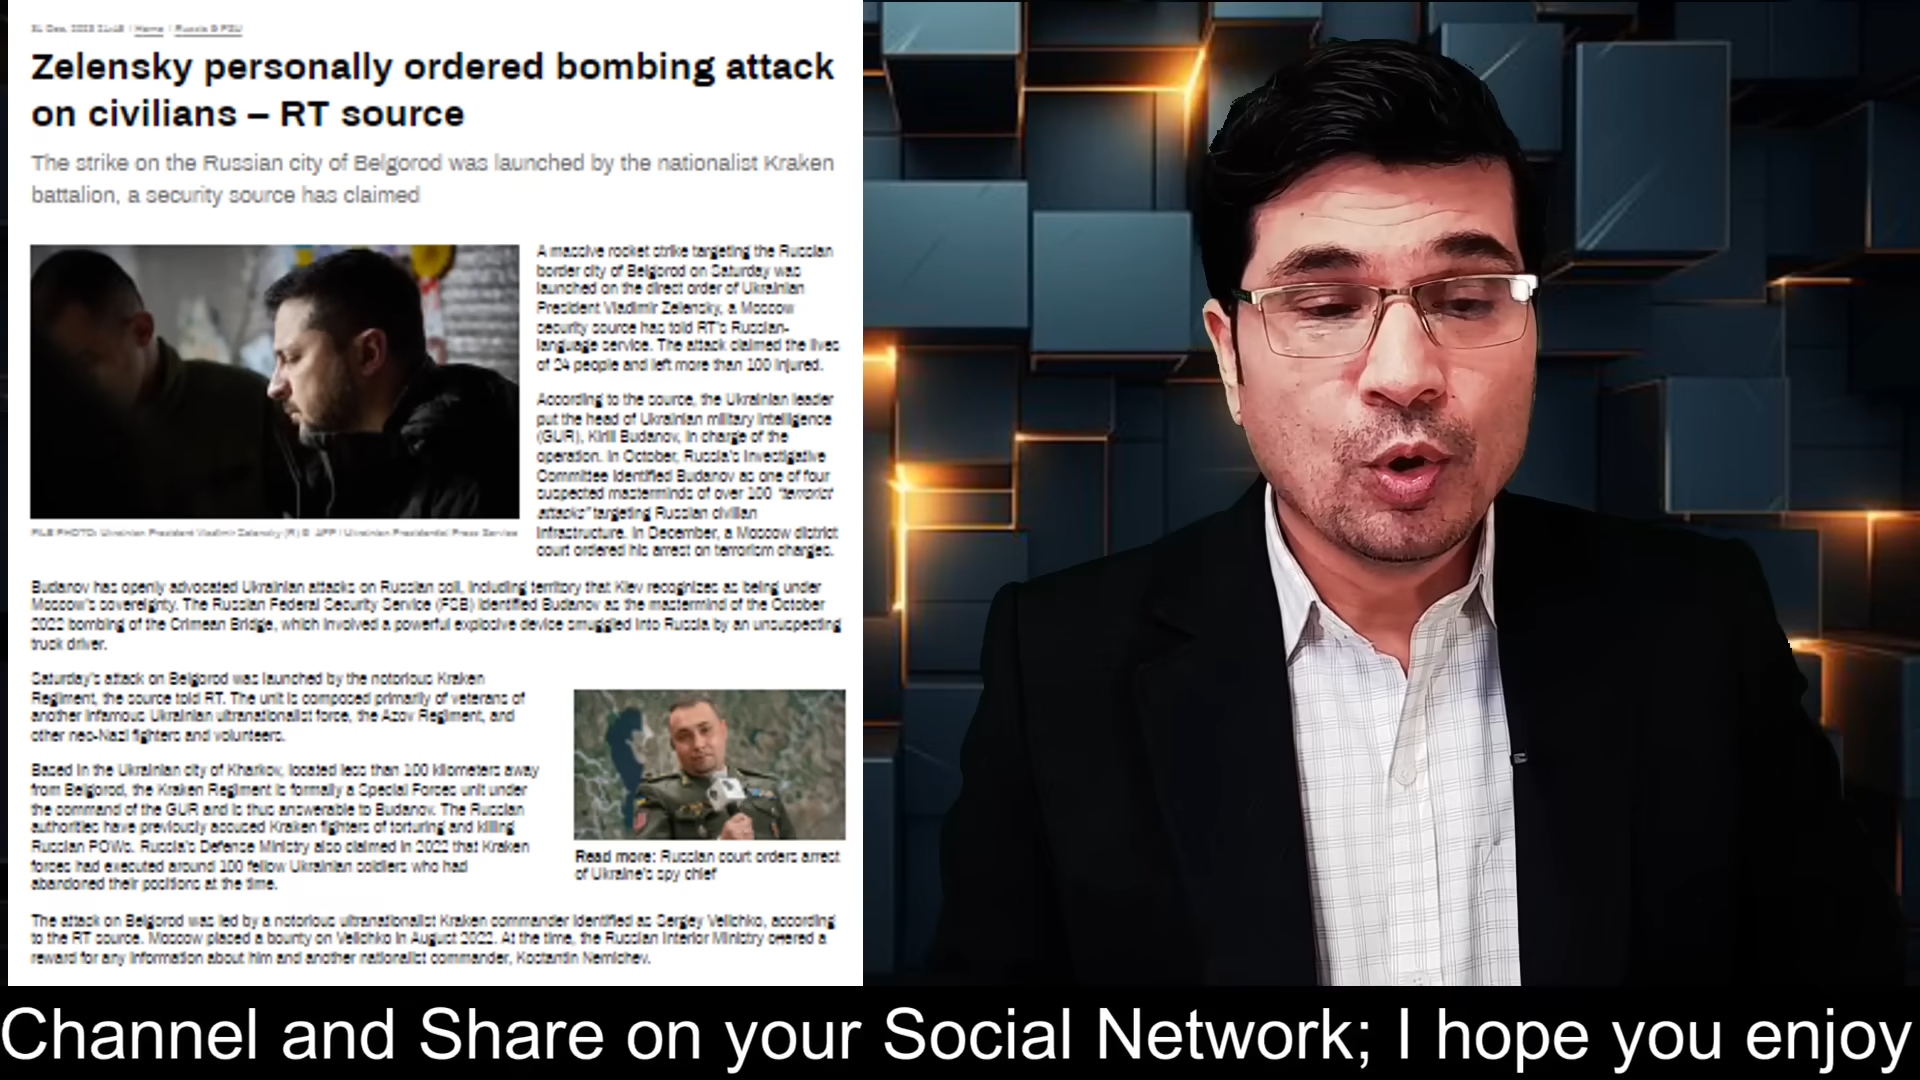 31 Dec, 2023 21:48 | Home | Russia & FSU
Zelensky personally ordered bombing attack
on civilians – RT source
The strike on the Russian city of Belgorod was launched by the nationalist Kraken
battalion, a security source has claimed
A massive rocket strike targeting the Russian
border city of Belgorod on Saturday was
launched on the direct order of Ukrainian
President Vladimir Zelensky, a Moscow
security source has told RT's Russian-
language service. The attack claimed the lives
of 24 people and left more than 100 injured.
According to the source, the Ukrainian leader
put the head of Ukrainian military intelligence
(GUR), Kirill Budanov, in charge of the
operation. In October, Russia's Investigative
Committee identified Budanov as one of four
suspected masterminds of over 100 "terrorist
attacks" targeting Russian civilian
infrastructure. In December, a Moscow district
court ordered his arrest on terrorism charges.
FILE PHOTO: Ukrainian President Vladimir Zelensky (R) © AFP / Ukrainian Presidential Press Service
Budanov has openly advocated Ukrainian attacks on Russian soil, including territory that Kiev recognizes as being under
Moscow's sovereignty. The Russian Federal Security Service (FSB) identified Budanov as the mastermind of the October
2022 bombing of the Crimean Bridge, which involved a powerful explosive device smuggled into Russia by an unsuspecting
truck driver.
Saturday's attack on Belgorod was launched by the notorious Kraken
Regiment, the source told RT. The unit is composed primarily of veterans of
another infamous Ukrainian ultranationalist force, the Azov Regiment, and
other neo-Nazi fighters and volunteers.
Based in the Ukrainian city of Kharkov, located less than 100 kilometers away
from Belgorod, the Kraken Regiment is formally a Special Forces unit under
the command of the GUR and is thus answerable to Budanov. The Russian
authorities have previously accused Kraken fighters of torturing and killing
Russian POWs. Russia's Defense Ministry also claimed in 2022 that Kraken
forces had executed around 100 fellow Ukrainian soldiers who had
abandoned their positions at the time.
Read more: Russian court orders arrest
of Ukraine's spy chief
The attack on Belgorod was led by a notorious ultranationalist Kraken commander identified as Sergey Velichko, according
to the RT source. Moscow placed a bounty on Velichko in August 2022. At the time, the Russian Interior Ministry offered a
reward for any information about him and another nationalist commander, Kostantin Nemichev.
Channel and Share on your Social Network; I hope you enjoy